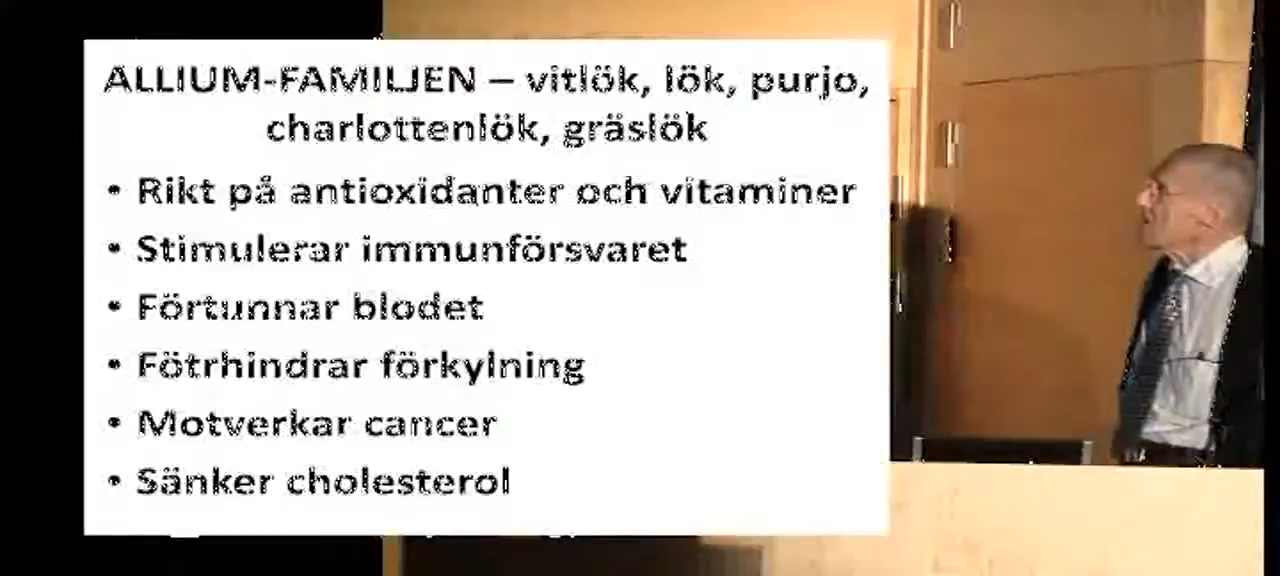 ALLIUM-FAMILJEN – vitlök, lök, purjo,
charlottenlök, gräslök
• Rikt på antioxidanter och vitaminer
• Stimulerar immunförsvaret
• Förtunnar blodet
• Fötrhindrar förkylning
• Motverkar cancer
• Sänker cholesterol